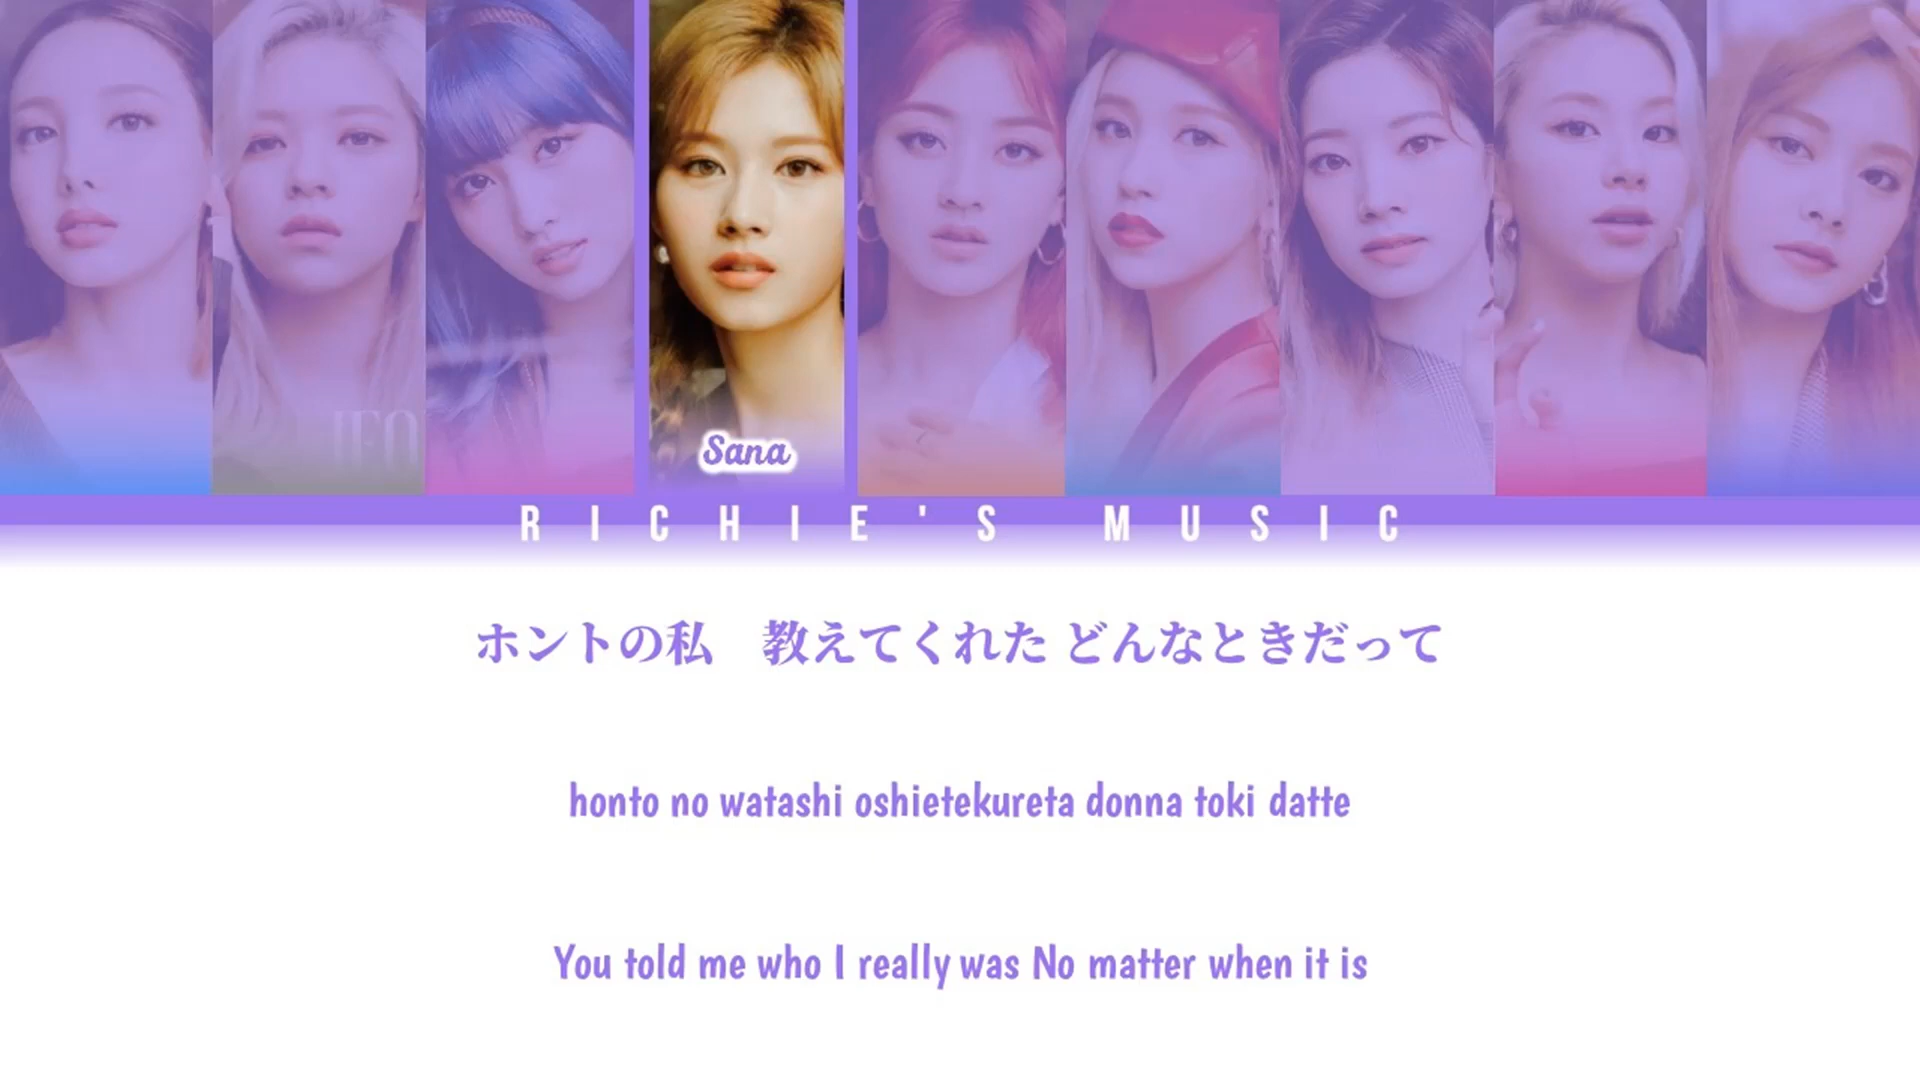 Sana
RICHIE'S MUSIC
ホントの私　教えてくれた どんなときだって
honto no watashi oshietekureta donna toki datte
You told me who I really was No matter when it is